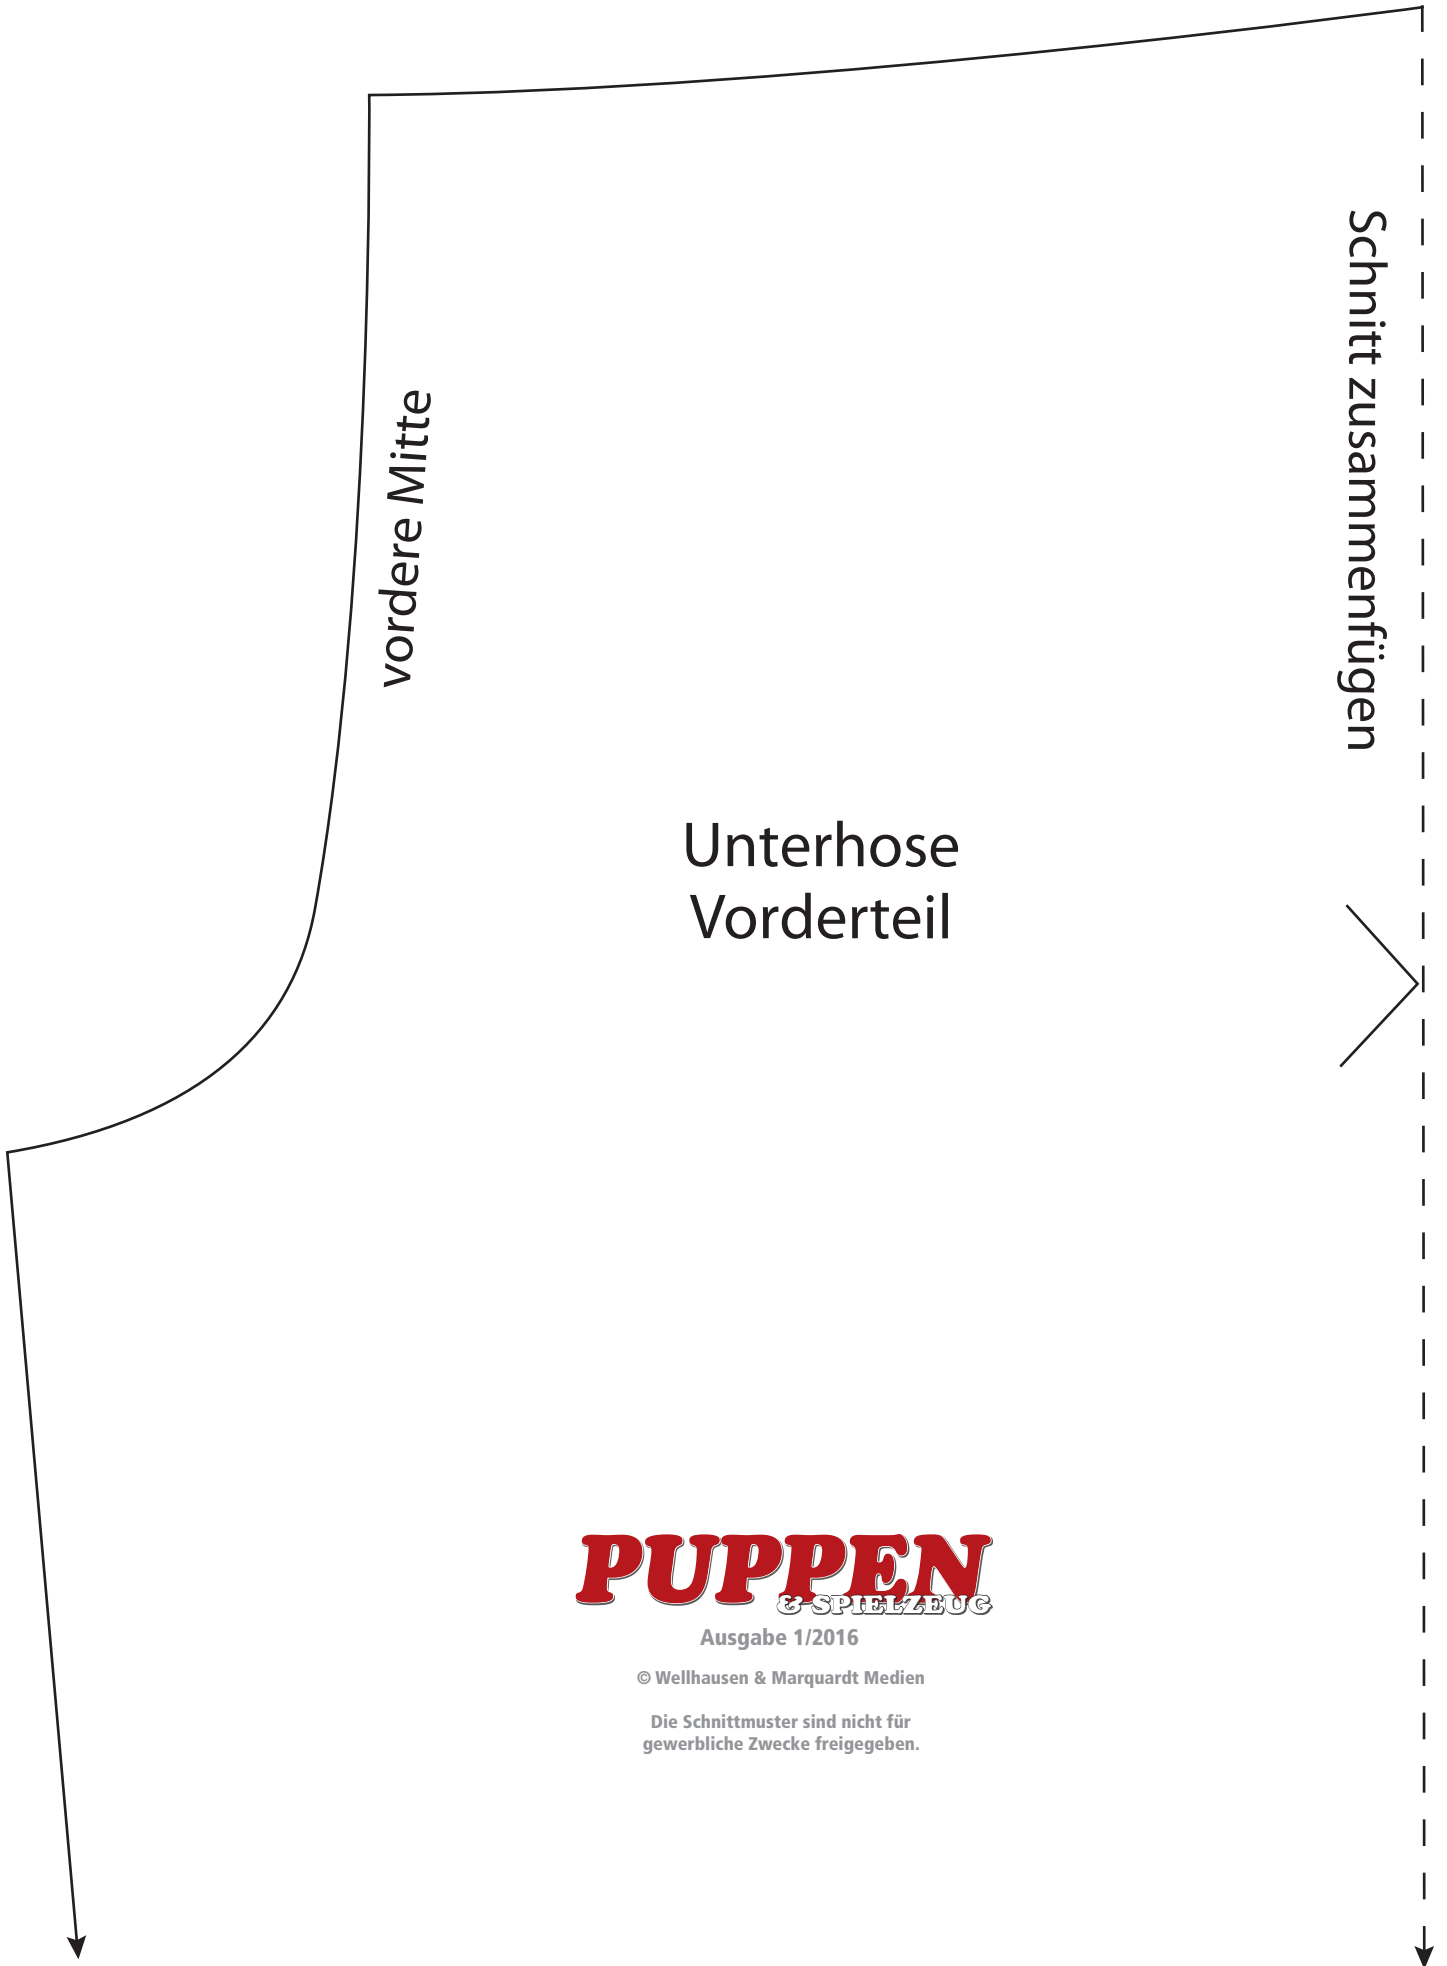 Schnitt zusammenfügen
vordere Mitte
Unterhose
Vorderteil
PUPPEN
& SPIELZEUG
Ausgabe 1/2016
© Wellhausen & Marquardt Medien
Die Schnittmuster sind nicht für
gewerbliche Zwecke freigegeben.